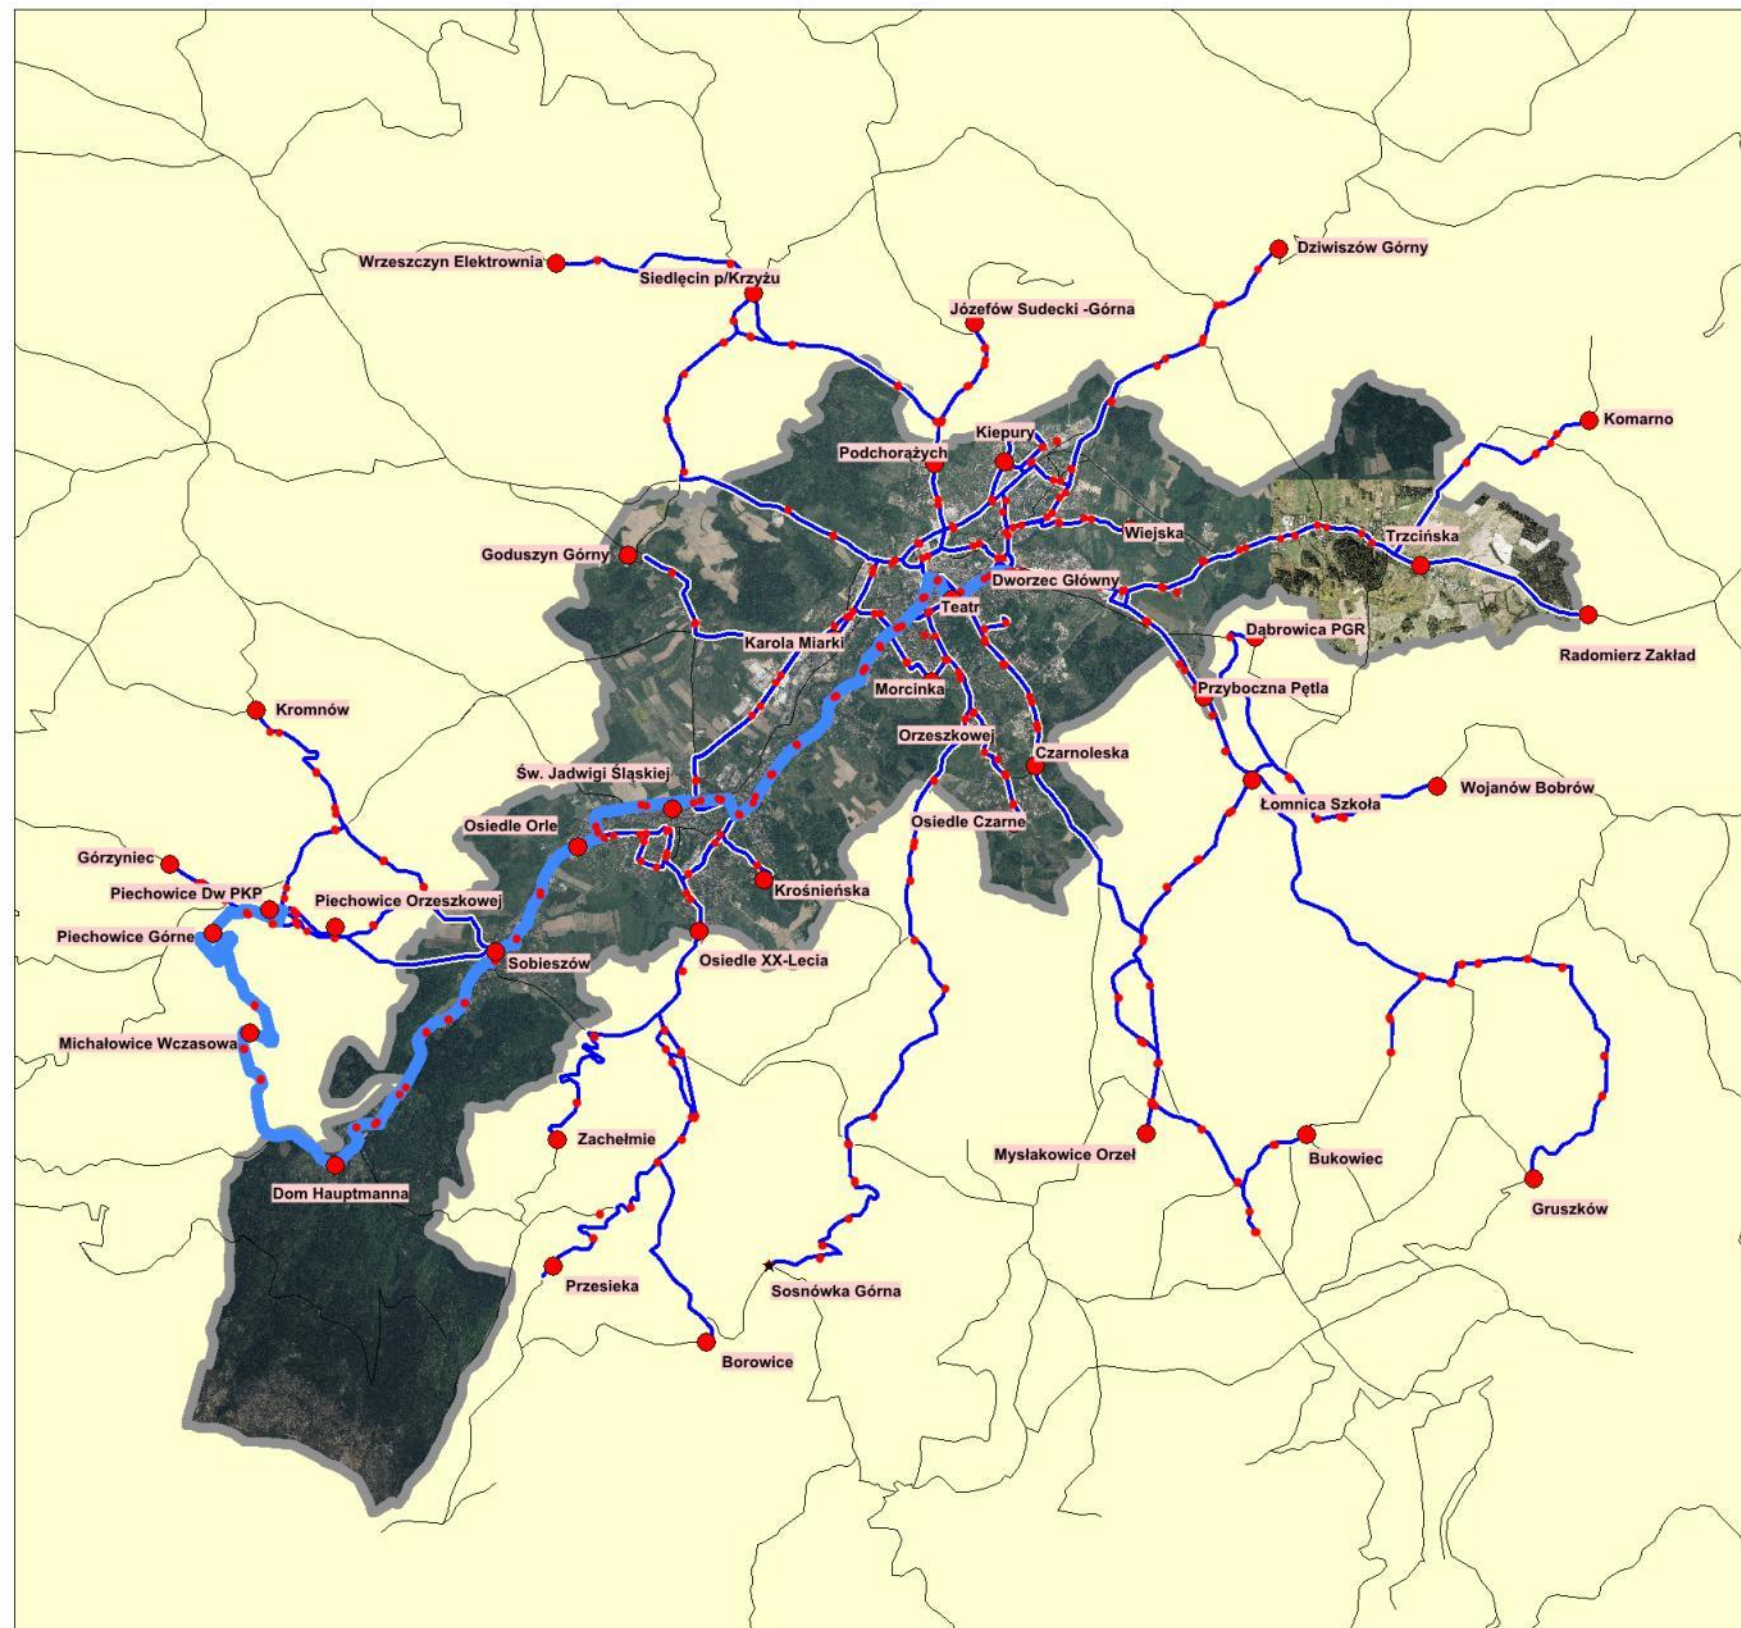 Dziwiszów Górny
Wrzeszczyn Elektrownia
Siedlęcin p/Krzyżu
Józefów Sudecki -Górna
Komarno
Kiepury
Podchorążych
Wiejska
Trzcińska
Goduszyn Górny
Dworzec Główny
Teatr
Dąbrowica PGR
Karola Miarki
Radomierz Zakład
Morcinka
Przyboczna Pętla
Kromnów
Orzeszkowej
Czarnoleska
Św. Jadwigi Śląskiej
Wojanów Bobrów
Łomnica Szkoła
Osiedle Czarne
Osiedle Orle
Górzyniec
Krośnieńska
Piechowice Dw PKP
Piechowice Orzeszkowej
Piechowice Górne
Osiedle XX-Lecia
Sobieszów
Michałowice Wczasowa
Zachełmie
Mysłakowice Orzeł
Bukowiec
Dom Hauptmanna
Gruszków
Przesieka
Sosnówka Górna
Borowice